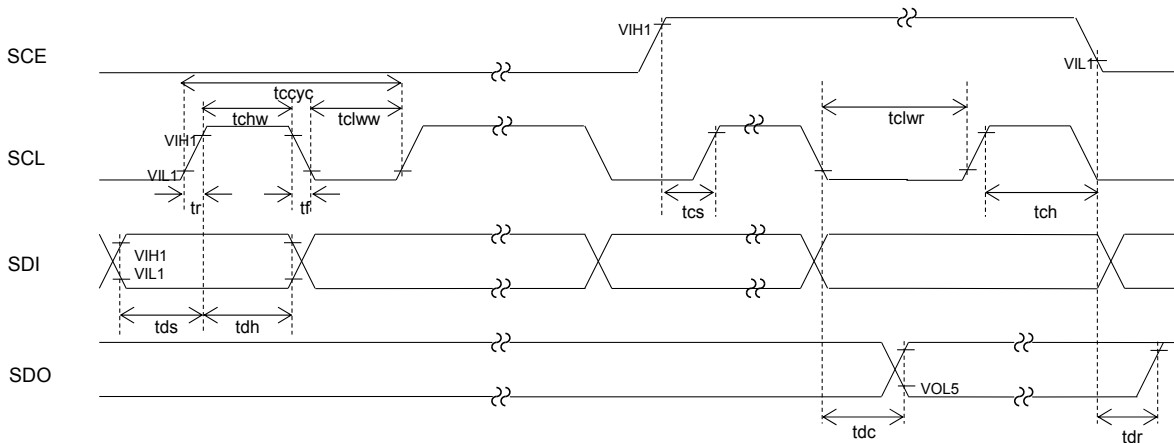 SCE
VIH1
VIL1
tccyc
tchw
tclww
tclwr
SCL
VIH1
VIL1
tr
tf
tcs
tch
SDI
VIH1
VIL1
tds
tdh
SDO
VOL5
tdc
tdr